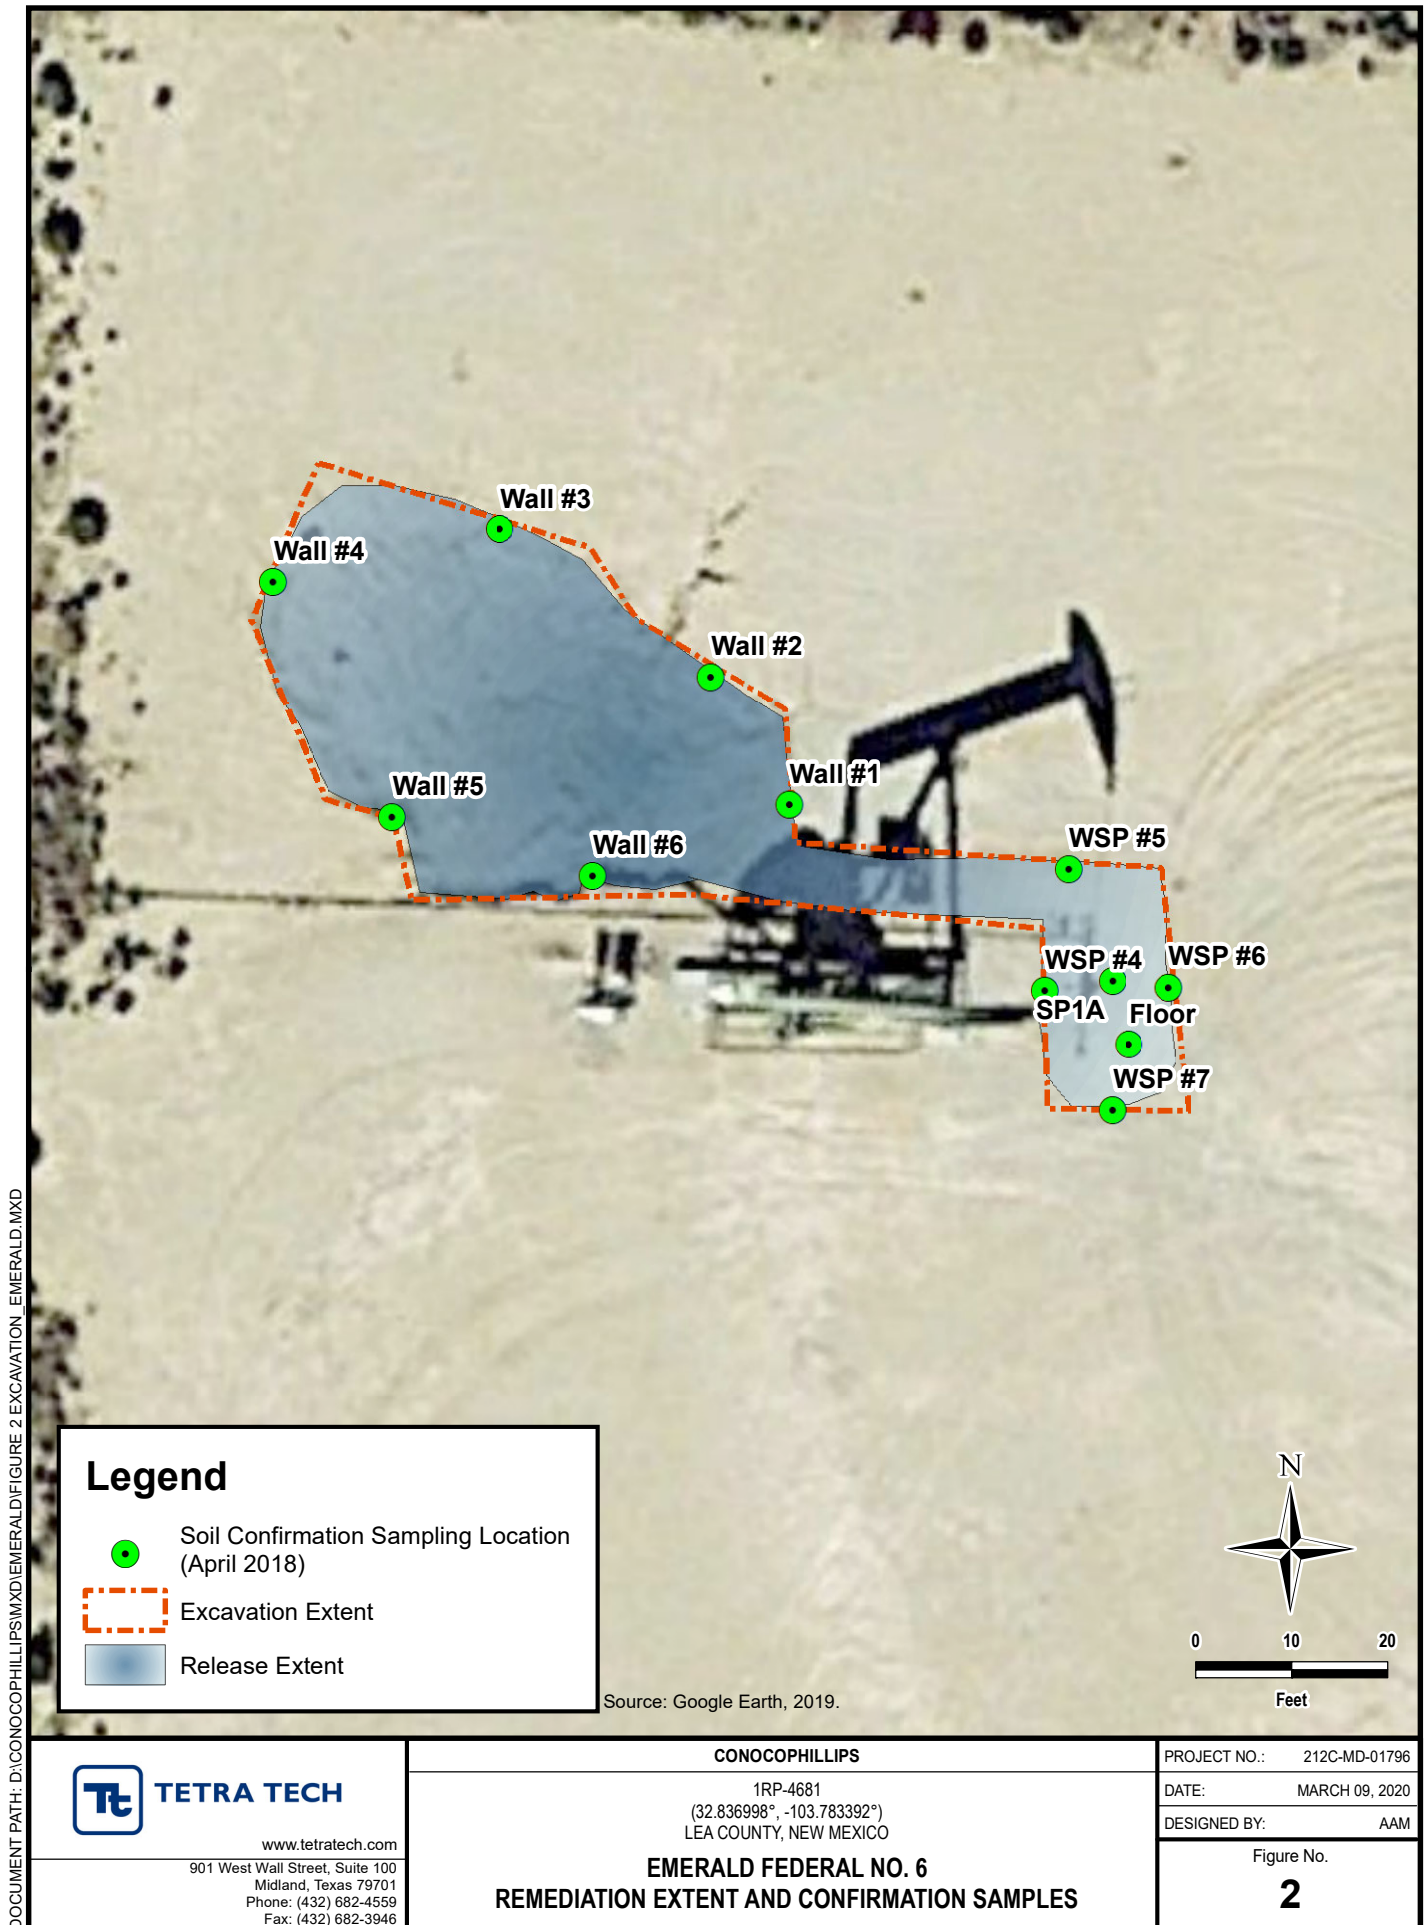 Wall #3
Wall #4
Wall #2
Wall #1
Wall #5
Wall #6
WSP #5
WSP #4
WSP #6
SP1A
Floor
WSP #7
Legend
Soil Confirmation Sampling Location
(April 2018)
Excavation Extent
Release Extent
N
0 10 20
Feet
Source: Google Earth, 2019.
DOCUMENT PATH: D:\CONOCOPHILLIPS\MXD\EMERALD\FIGURE 2 EXCAVATION_EMERALD.MXD
Tt TETRA TECH
www.tetratech.com
901 West Wall Street, Suite 100
Midland, Texas 79701
Phone: (432) 682-4559
Fax: (432) 682-3946
CONOCOPHILLIPS
1RP-4681
(32.836998°, -103.783392°)
LEA COUNTY, NEW MEXICO
EMERALD FEDERAL NO. 6
REMEDIATION EXTENT AND CONFIRMATION SAMPLES
PROJECT NO.: 212C-MD-01796
DATE: MARCH 09, 2020
DESIGNED BY: AAM
Figure No.
2